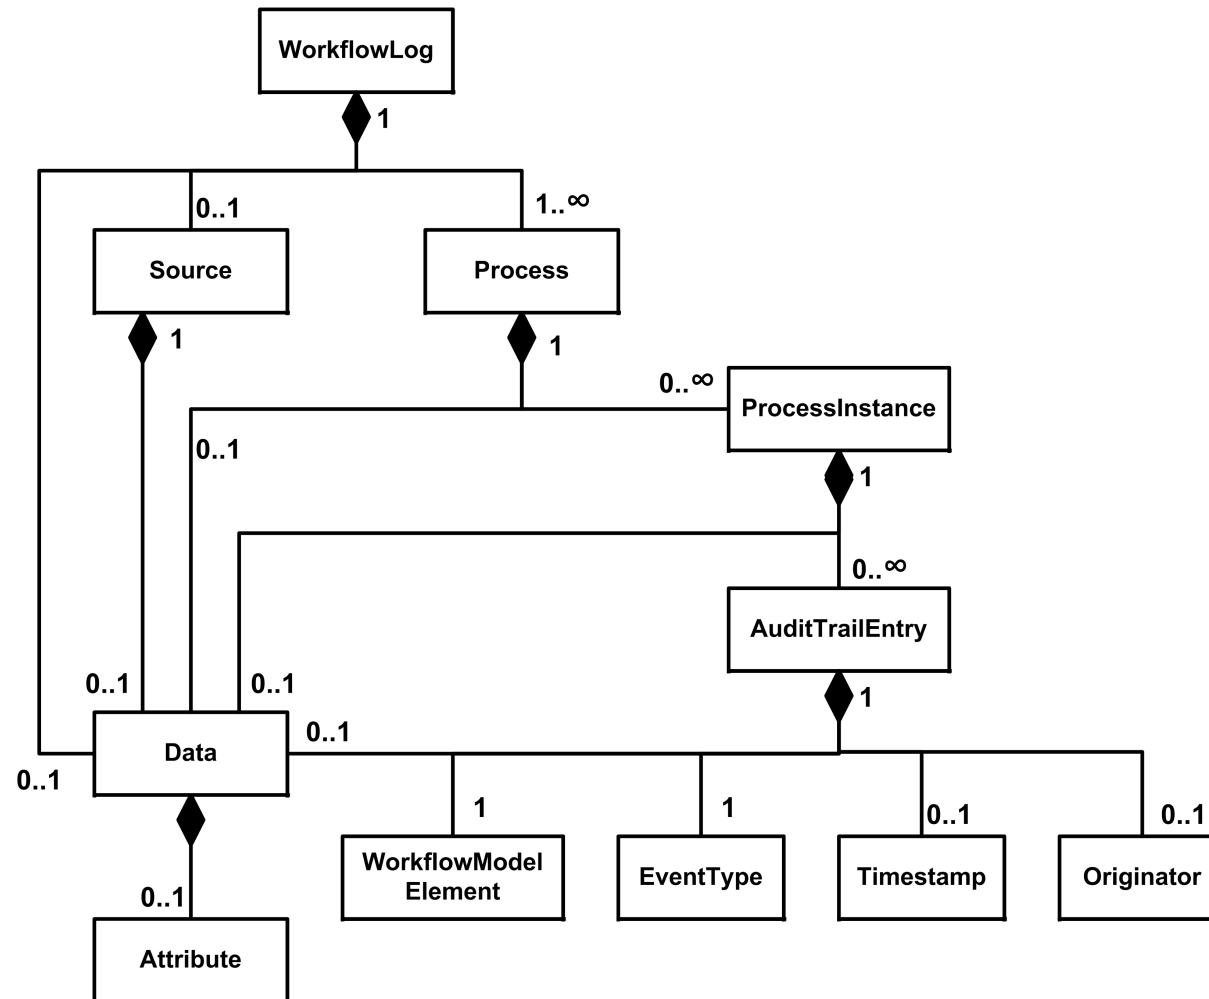 WorkflowLog
1
0..1
1..∞
Source
Process
1
1
0..∞
ProcessInstance
0..1
1
0..∞
AuditTrailEntry
0..1
0..1
1
0..1
Data
0..1
1
1
0..1
0..1
WorkflowModel
Element
EventType
Timestamp
Originator
0..1
Attribute